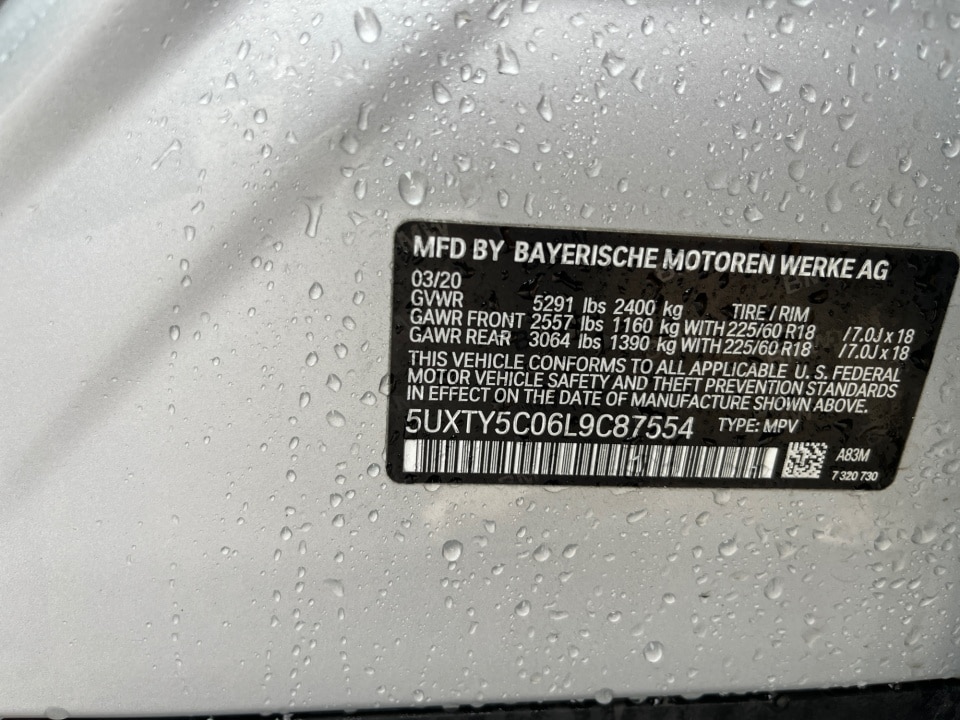 MFD BY BAYERISCHE MOTOREN WERKE AG
03/20
GVWR 5291 lbs 2400 kg TIRE / RIM
GAWR FRONT 2557 lbs 1160 kg WITH 225/60 R18 /7.0J x 18
GAWR REAR 3064 lbs 1390 kg WITH 225/60 R18 /7.0J x 18
THIS VEHICLE CONFORMS TO ALL APPLICABLE U. S. FEDERAL
MOTOR VEHICLE SAFETY AND THEFT PREVENTION STANDARDS
IN EFFECT ON THE DATE OF MANUFACTURE SHOWN ABOVE.
5UXTY5C06L9C87554 TYPE: MPV
A83M
7 320 730